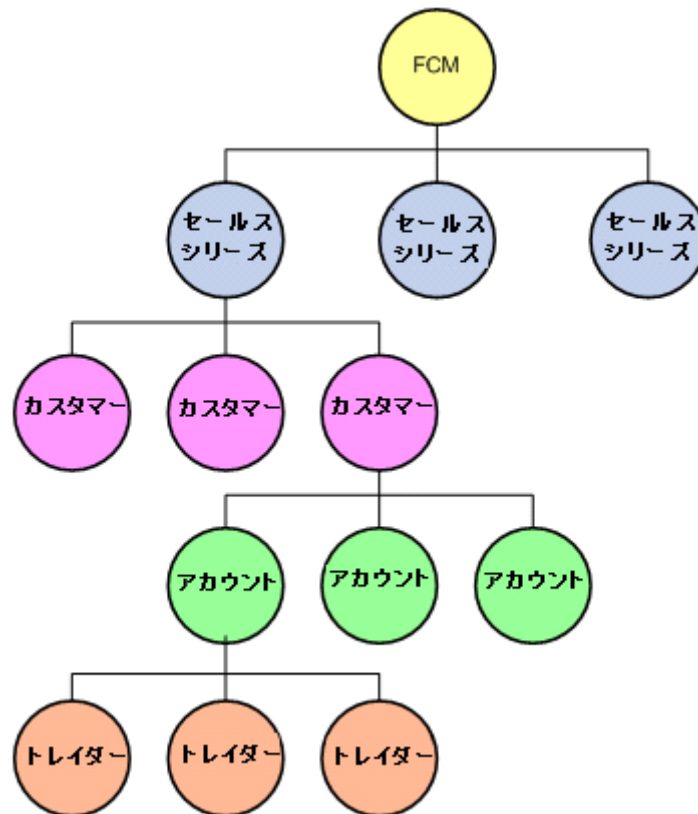 FCM
セールス
シリーズ
セールス
シリーズ
セールス
シリーズ
カスタマー
カスタマー
カスタマー
アカウント
アカウント
アカウント
トレイダー
トレイダー
トレイダー